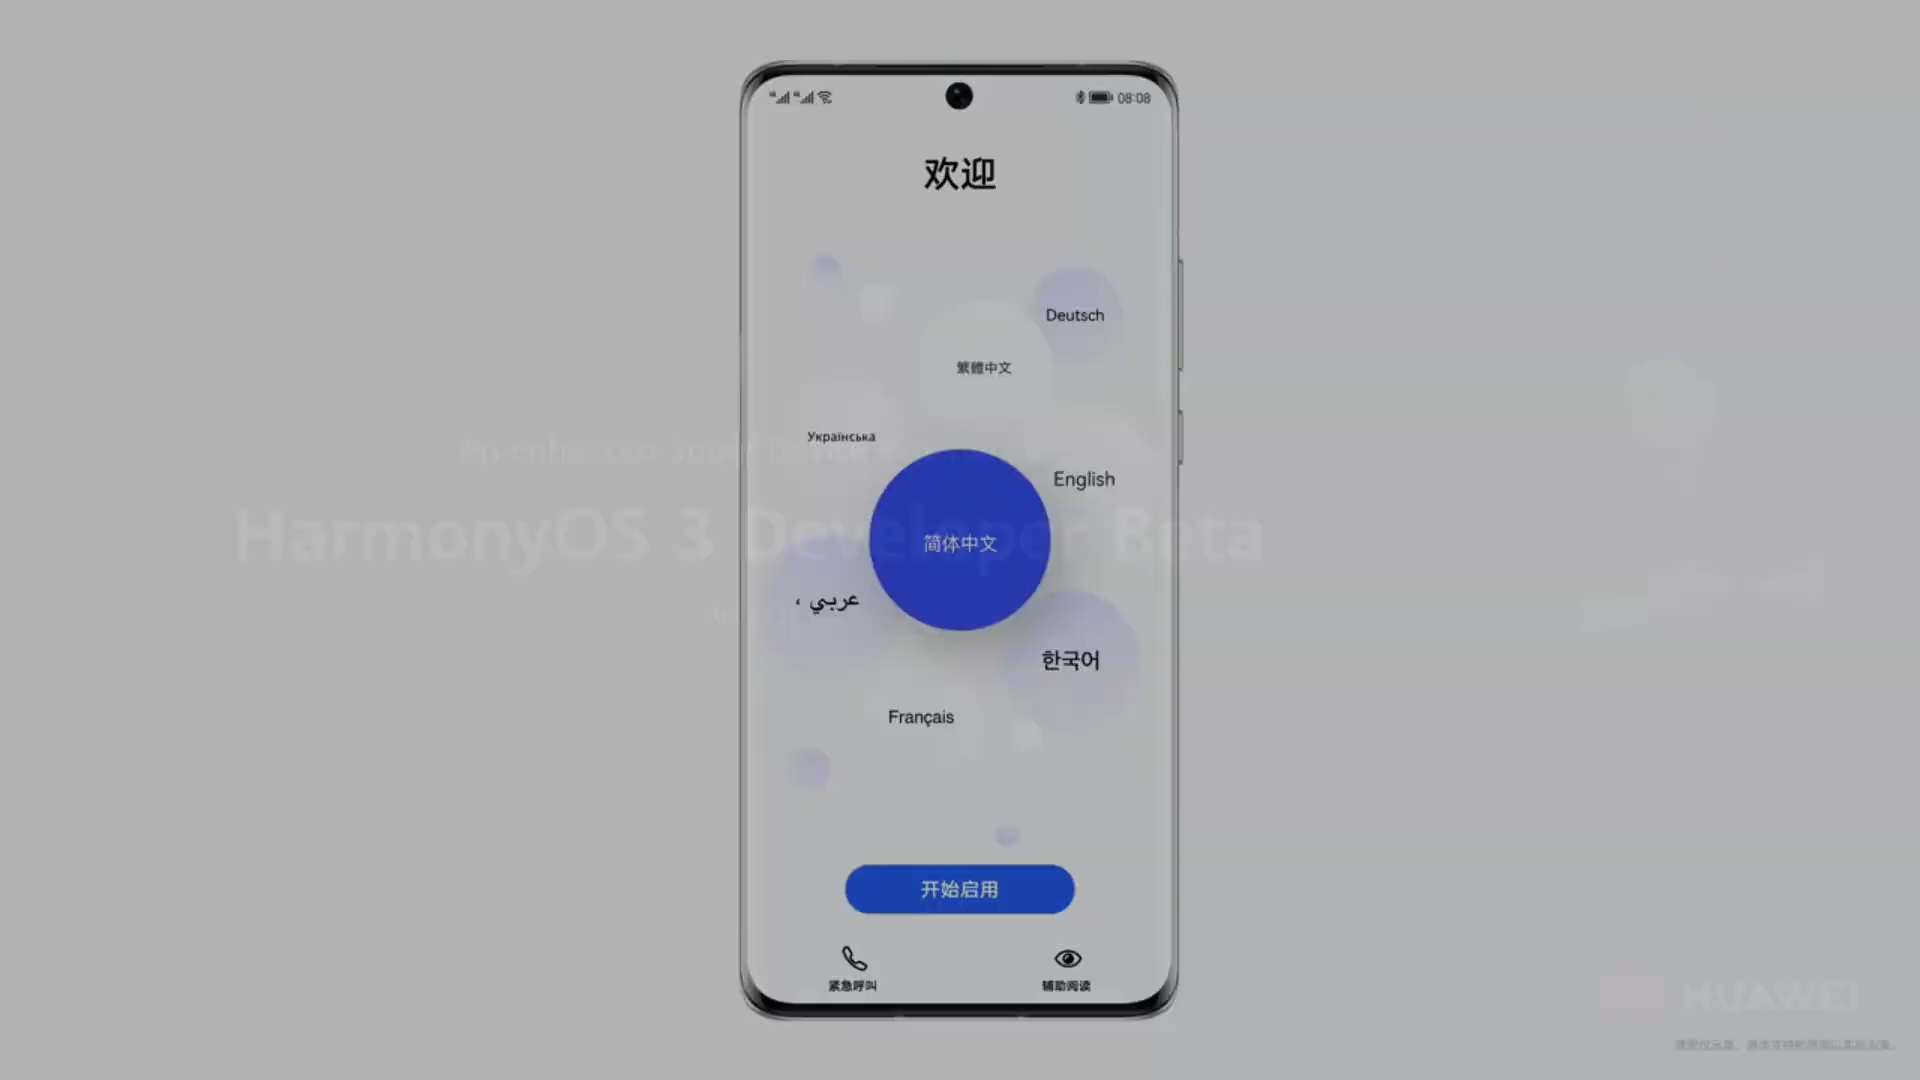 08:08
欢迎
Deutsch
繁體中文
Українська
English
HarmonyOS 3 Developer Beta
简体中文
عربي ،
한국어
Français
开始启用
紧急呼叫
辅助阅读
HUAWEI